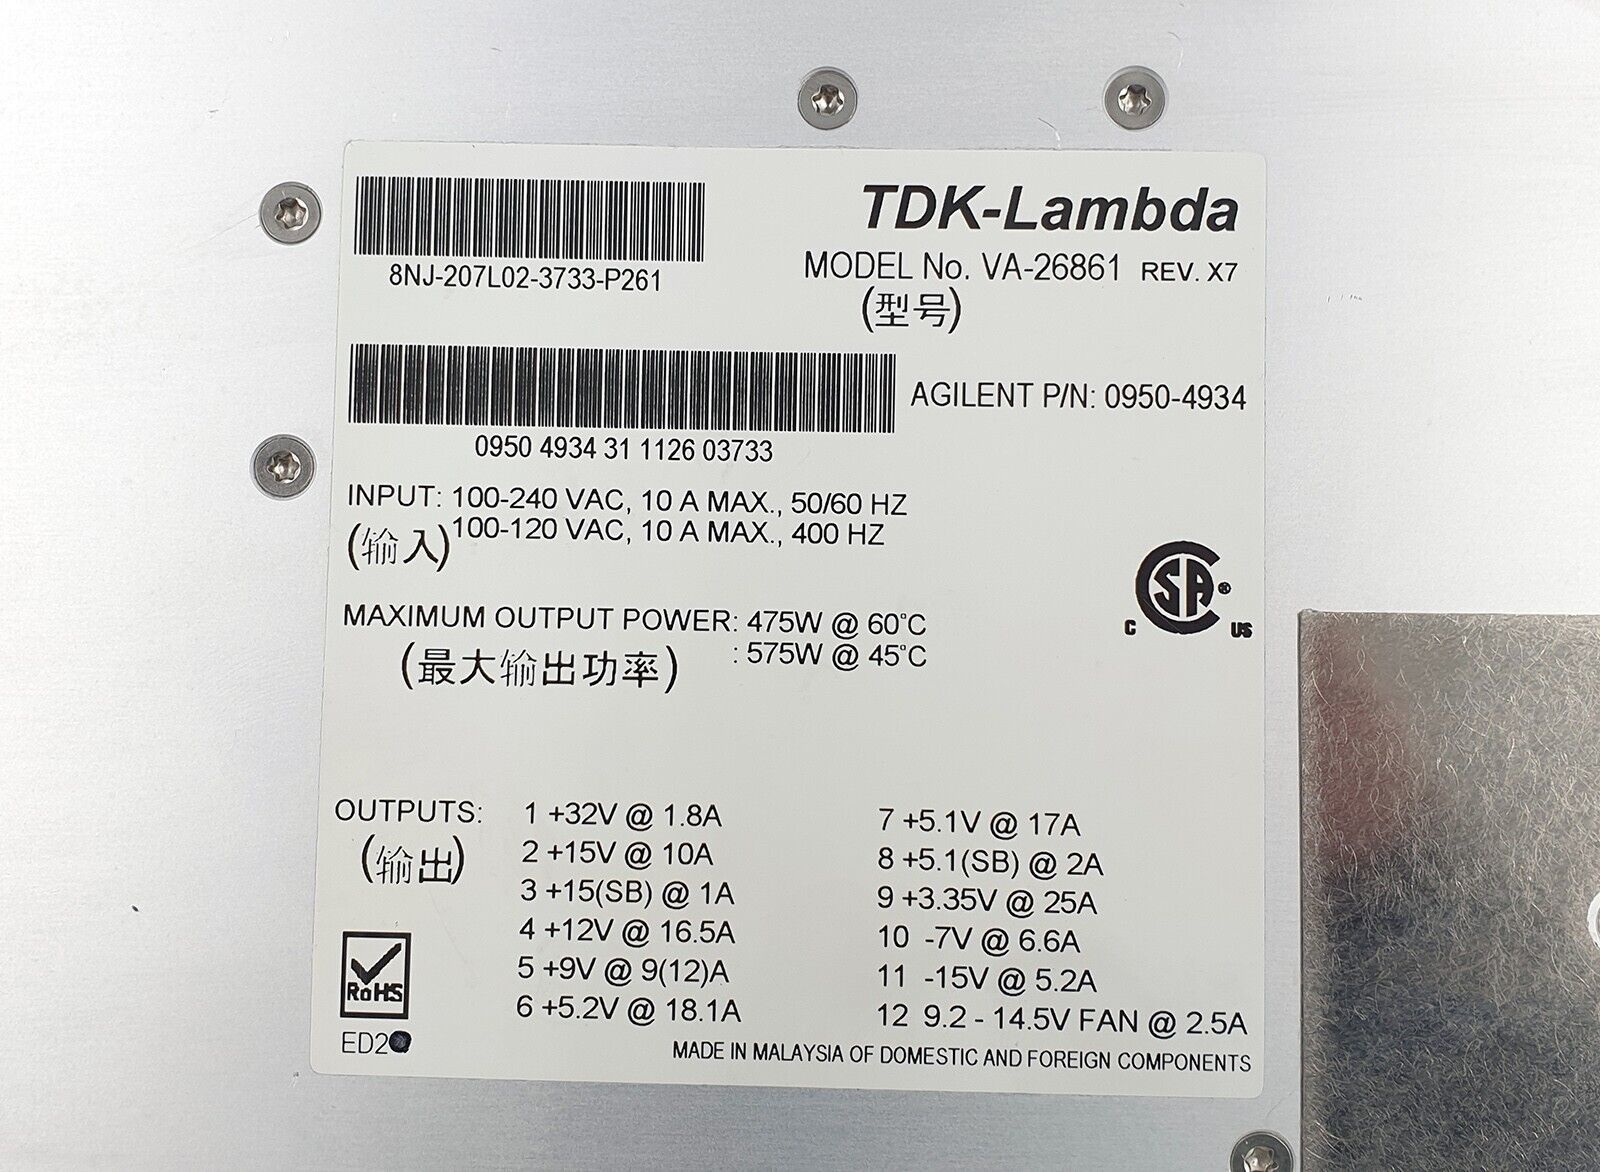 TDK-Lambda
8NJ-207L02-3733-P261
MODEL No. VA-26861 REV. X7
(型号)
AGILENT P/N: 0950-4934
0950 4934 31 1126 03733
INPUT: 100-240 VAC, 10 A MAX., 50/60 HZ
(输入) 100-120 VAC, 10 A MAX., 400 HZ
CSA
C US
MAXIMUM OUTPUT POWER: 475W @ 60°C
(最大输出功率) : 575W @ 45°C
OUTPUTS:
(输出)
1 +32V @ 1.8A
2 +15V @ 10A
3 +15(SB) @ 1A
4 +12V @ 16.5A
5 +9V @ 9(12)A
6 +5.2V @ 18.1A
7 +5.1V @ 17A
8 +5.1(SB) @ 2A
9 +3.35V @ 25A
10 -7V @ 6.6A
11 -15V @ 5.2A
12 9.2 - 14.5V FAN @ 2.5A
RoHS
ED2
MADE IN MALAYSIA OF DOMESTIC AND FOREIGN COMPONENTS